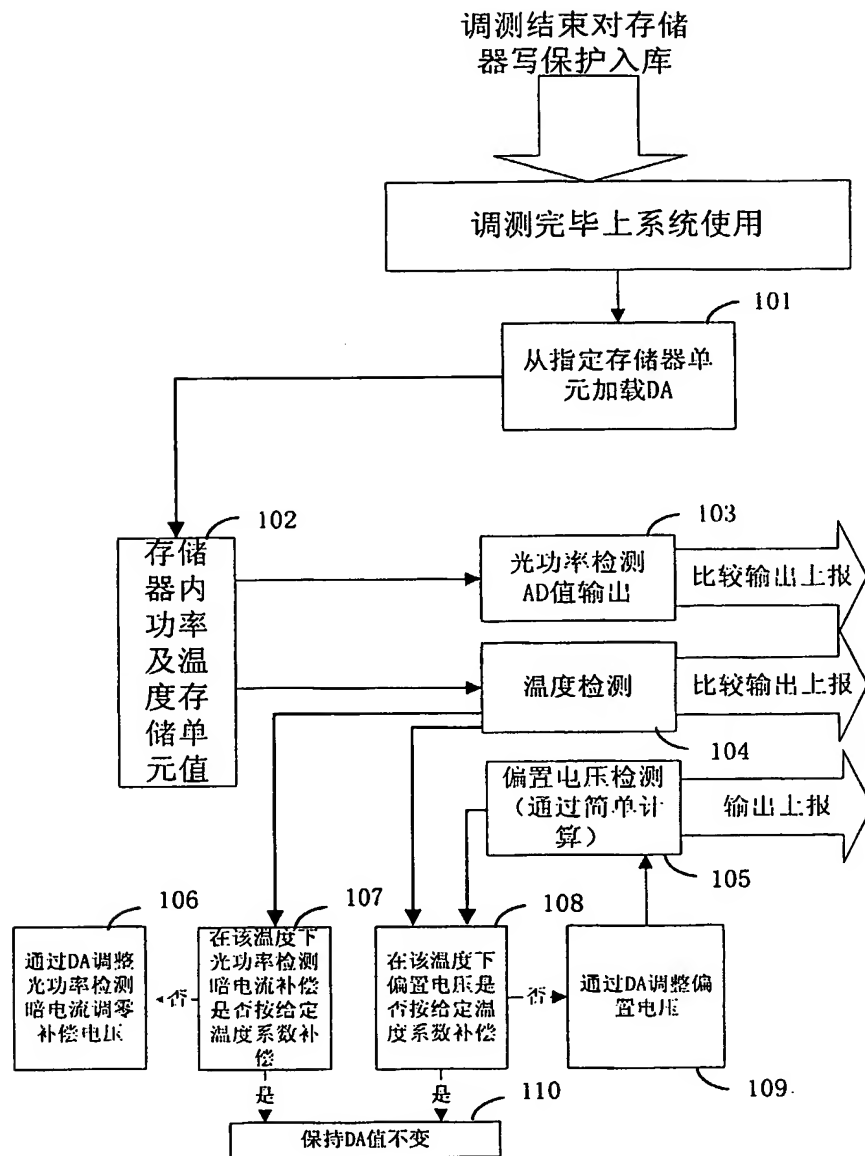 调测结束对存储
器写保护入库
调测完毕上系统使用
101
从指定存储器单
元加载DA
102
存储
器内
功率
及温
度存
储单
元值
103
光功率检测
AD值输出
比较输出上报
温度检测
比较输出上报
104
偏置电压检测
(通过简单计
算)
输出上报
105
106
通过DA调整
光功率检测
暗电流调零
补偿电压
否
107
在该温度下
光功率检测
暗电流补偿
是否按给定
温度系数补
偿
108
在该温度下
偏置电压是
否按给定温
度系数补偿
否
通过DA调整偏
置电压
109
是
是
110
保持DA值不变